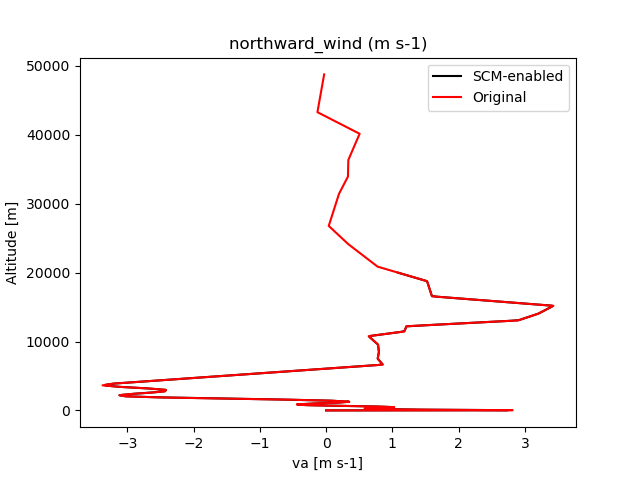 northward_wind (m s-1)
SCM-enabled
Original
Altitude [m]
50000
40000
30000
20000
10000
0
−3
−2
−1
0
1
2
3
va [m s-1]